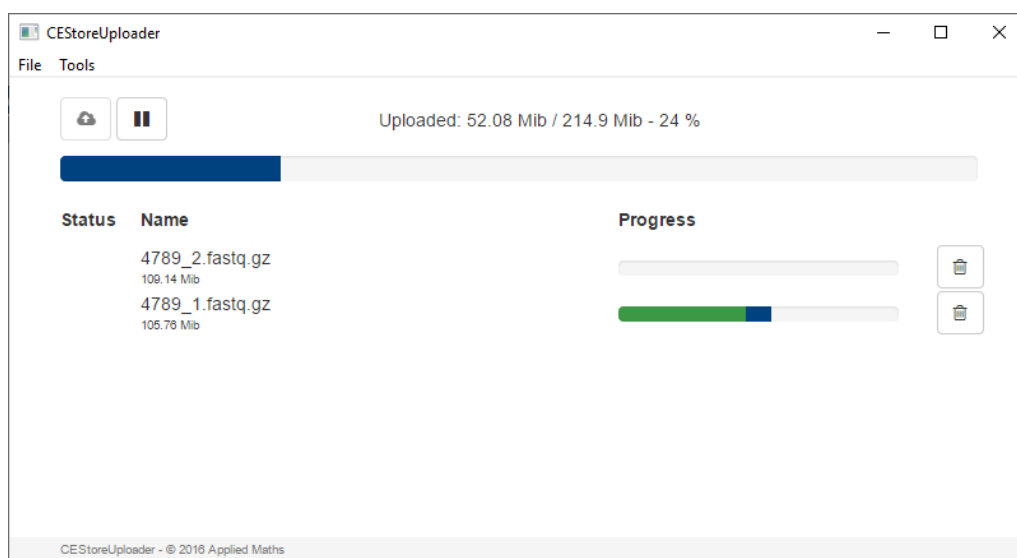 CEStoreUploader
File Tools
Uploaded: 52.08 Mib / 214.9 Mib - 24 %
Status Name Progress
4789_2.fastq.gz
109.14 Mib
4789_1.fastq.gz
105.76 Mib
CEStoreUploader - © 2016 Applied Maths